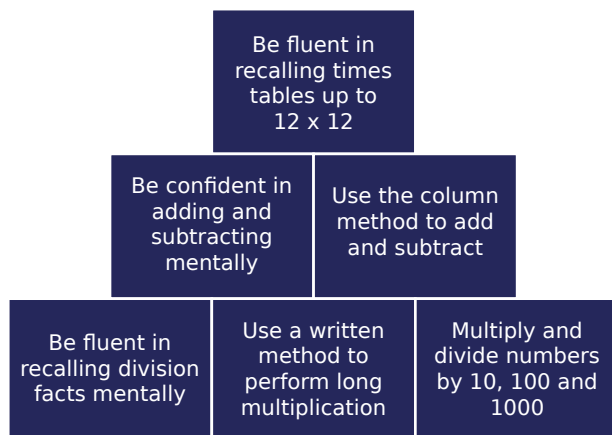 Be fluent in
recalling times
tables up to
12 x 12
Be confident in
adding and
subtracting
mentally
Use the column
method to add
and subtract
Be fluent in
recalling division
facts mentally
Use a written
method to
perform long
multiplication
Multiply and
divide numbers
by 10, 100 and
1000